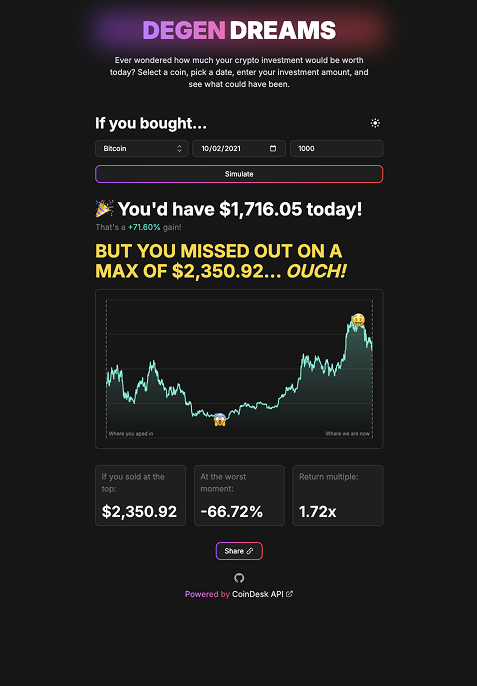 DEGEN DREAMS
Ever wondered how much your crypto investment would be worth
today? Select a coin, pick a date, enter your investment amount, and
see what could have been.
If you bought...
Bitcoin
10/02/2021
1000
Simulate
You'd have $1,716.05 today!
That's a +71.60% gain!
BUT YOU MISSED OUT ON A
MAX OF $2,350.92... OUCH!
Where you aped in
Where we are now
If you sold at the
top:
$2,350.92
At the worst
moment:
-66.72%
Return multiple:
1.72x
Share
Powered by CoinDesk API